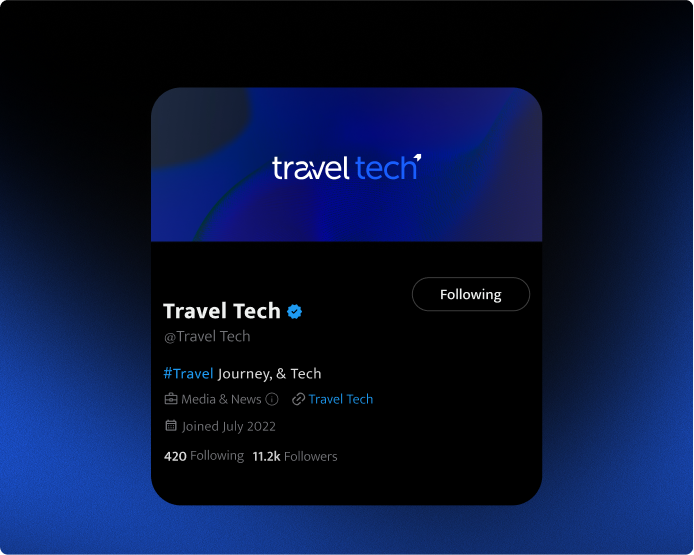 travel tech
Following
Travel Tech
@Travel Tech
#Travel Journey, & Tech
Media & News Travel Tech
Joined July 2022
420 Following 11.2k Followers